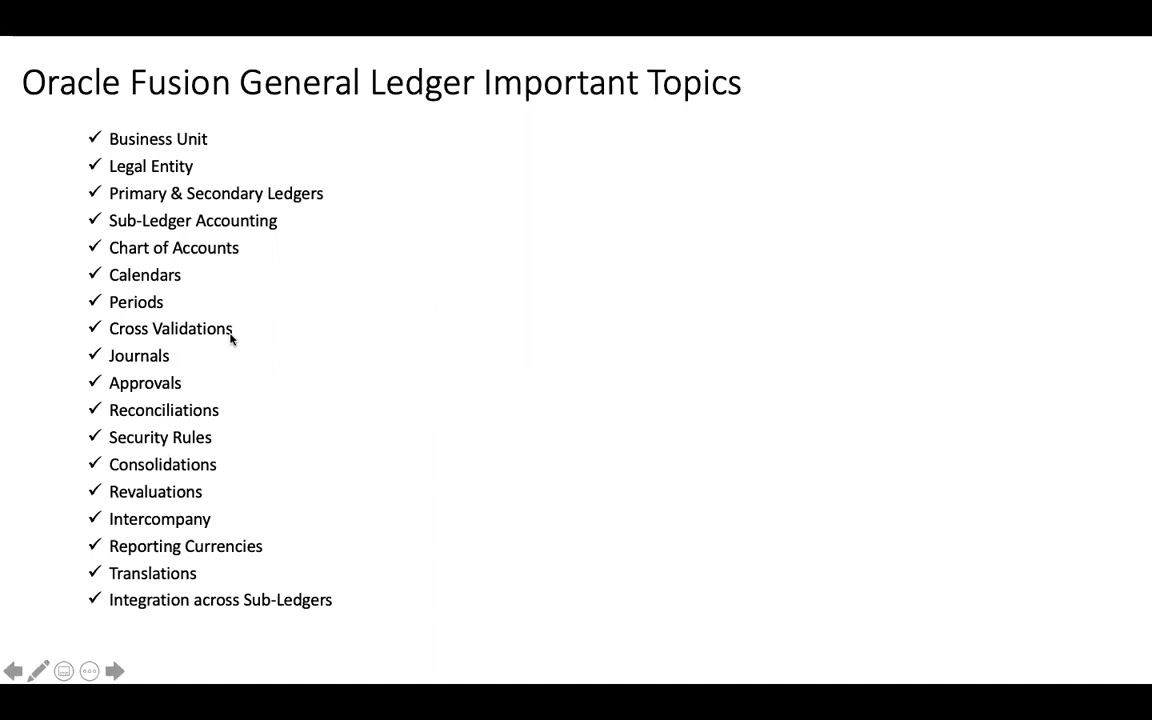 Oracle Fusion General Ledger Important Topics
✓ Business Unit
✓ Legal Entity
✓ Primary & Secondary Ledgers
✓ Sub-Ledger Accounting
✓ Chart of Accounts
✓ Calendars
✓ Periods
✓ Cross Validations
✓ Journals
✓ Approvals
✓ Reconciliations
✓ Security Rules
✓ Consolidations
✓ Revaluations
✓ Intercompany
✓ Reporting Currencies
✓ Translations
✓ Integration across Sub-Ledgers